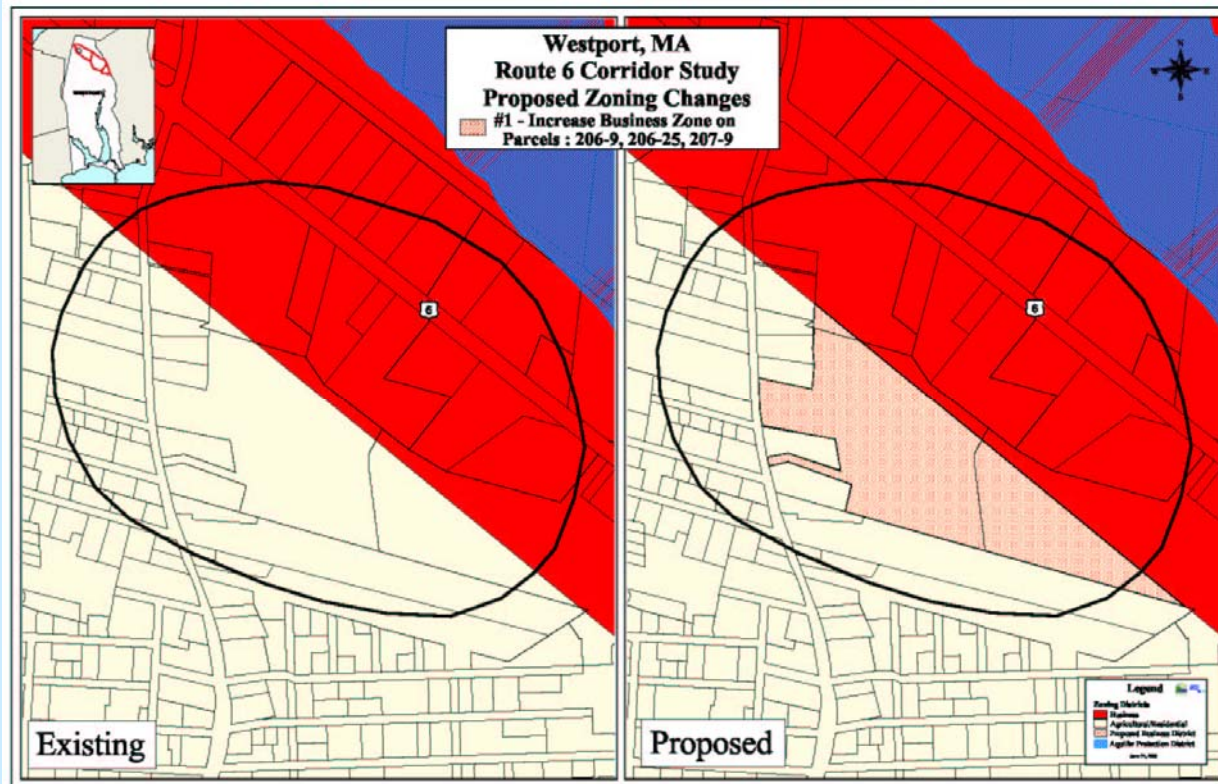 Westport, MA
Route 6 Corridor Study
Proposed Zoning Changes
#1 - Increase Business Zone on
Parcels : 206-9, 206-25, 207-9
N
W
E
S
6
6
Existing
Proposed
Legend
Zoning Districts
Business
Agricultural/Residential
Proposed Business District
Aquifer Protection District